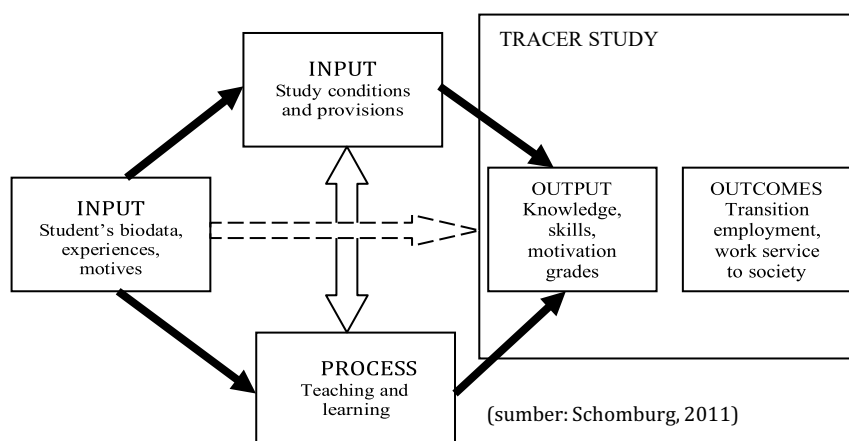 TRACER STUDY
INPUT
Study conditions
and provisions
INPUT
Student's biodata,
experiences,
motives
OUTPUT
Knowledge,
skills,
motivation
grades
OUTCOMES
Transition
employment,
work service
to society
PROCESS
Teaching and
learning
(sumber: Schomburg, 2011)